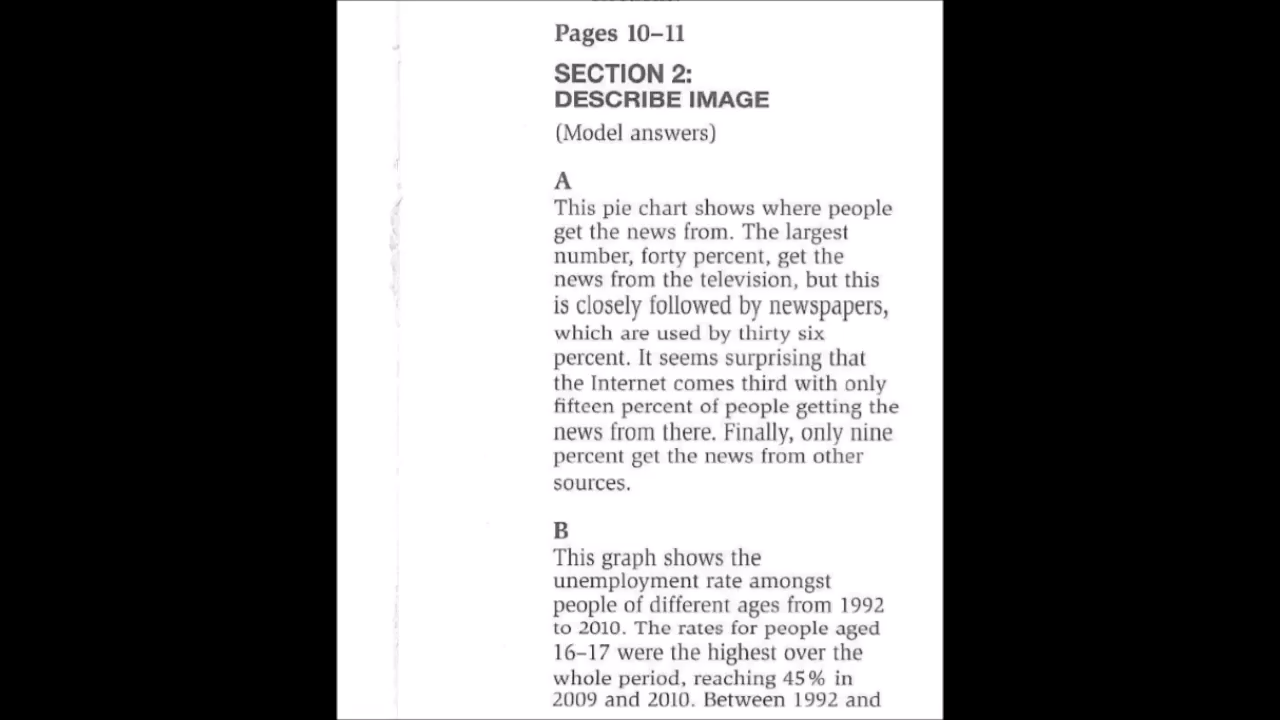 Pages 10–11
SECTION 2:
DESCRIBE IMAGE
(Model answers)
A
This pie chart shows where people
get the news from. The largest
number, forty percent, get the
news from the television, but this
is closely followed by newspapers,
which are used by thirty six
percent. It seems surprising that
the Internet comes third with only
fifteen percent of people getting the
news from there. Finally, only nine
percent get the news from other
sources.
B
This graph shows the
unemployment rate amongst
people of different ages from 1992
to 2010. The rates for people aged
16–17 were the highest over the
whole period, reaching 45% in
2009 and 2010. Between 1992 and